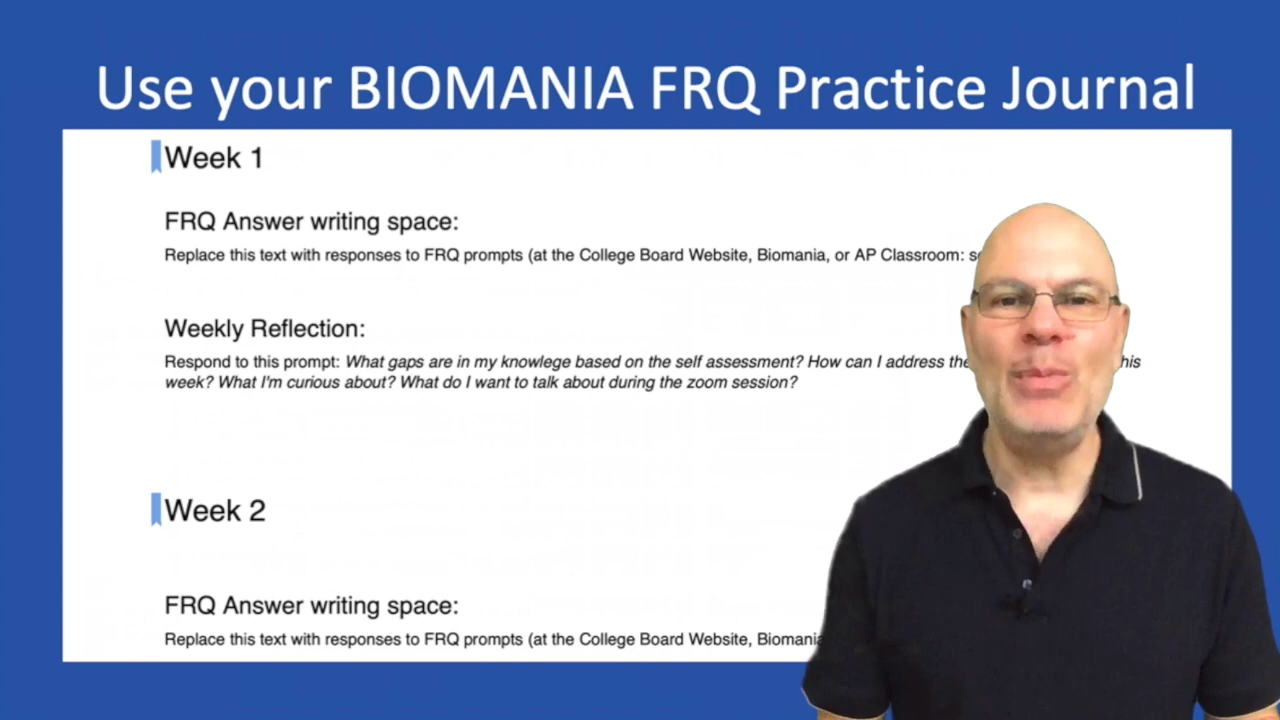 Use your BIOMANIA FRQ Practice Journal
Week 1
FRQ Answer writing space:
Replace this text with responses to FRQ prompts (at the College Board Website, Biomania, or AP Classroom:
Weekly Reflection:
Respond to this prompt: What gaps are in my knowlege based on the self assessment? How can I address
week? What I'm curious about? What do I want to talk about during the zoom session?
Week 2
FRQ Answer writing space:
Replace this text with responses to FRQ prompts (at the College Board Website, Biomania